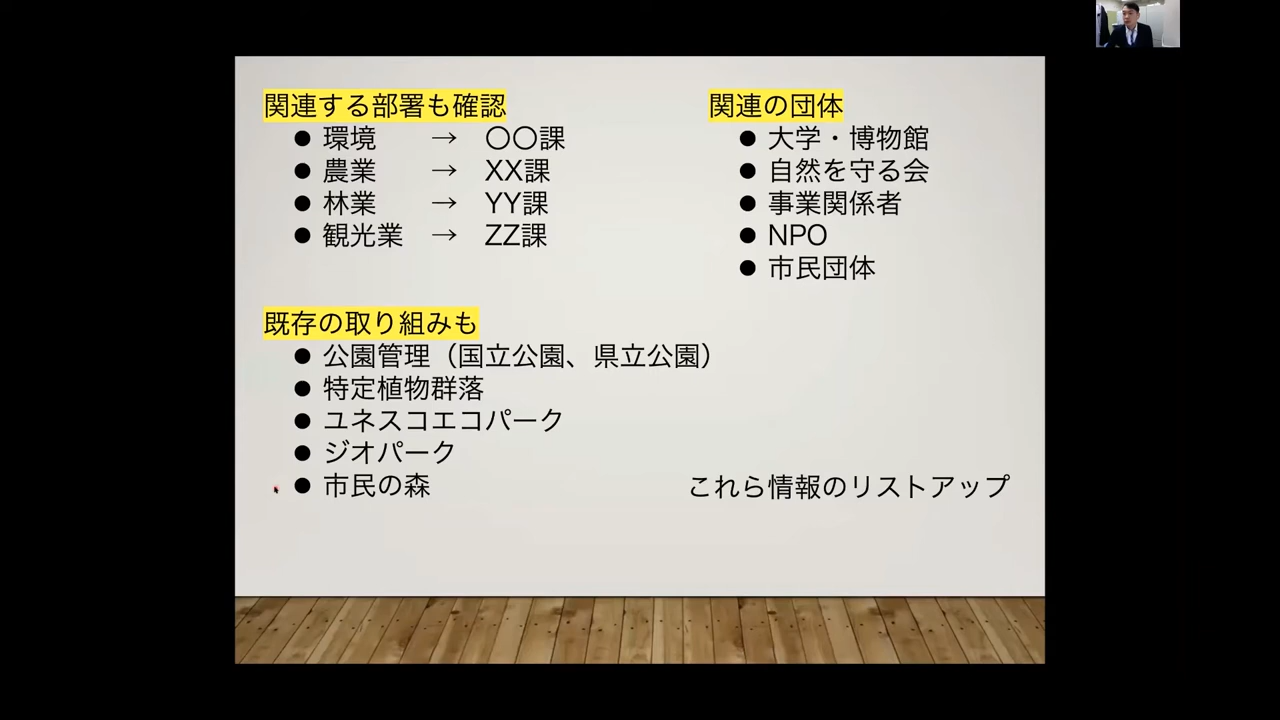 関連する部署も確認
● 環境 → 〇〇課
● 農業 → XX課
● 林業 → YY課
● 観光業 → ZZ課
関連の団体
● 大学・博物館
● 自然を守る会
● 事業関係者
● NPO
● 市民団体
既存の取り組みも
● 公園管理（国立公園、県立公園）
● 特定植物群落
● ユネスコエコパーク
● ジオパーク
● 市民の森
これら情報のリストアップ